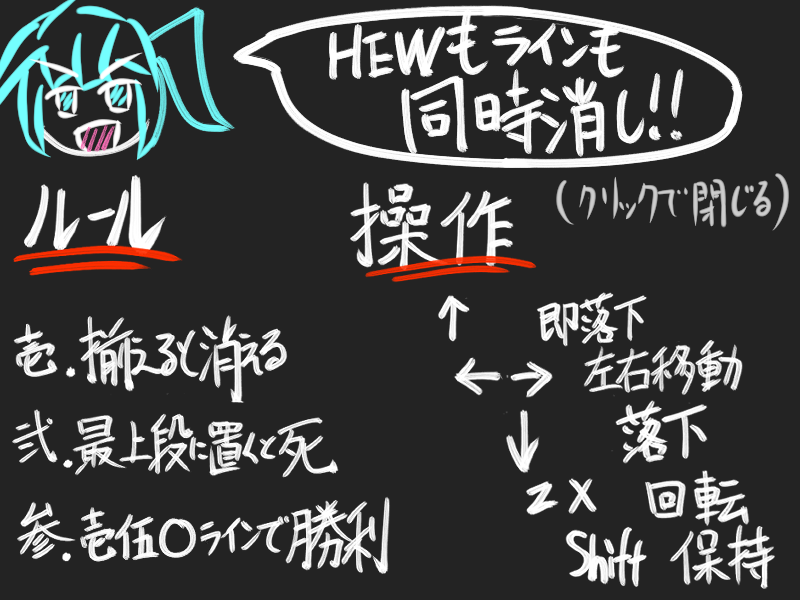 HEWもラインも
同時消し!!
ルール
壱.揃えると消える
弐.最上段に置くと死
参.壱伍〇ラインで勝利
操作
(クリックで閉じる)
↑ 即落下
←→ 左右移動
↓ 落下
Z X 回転
Shift 保持